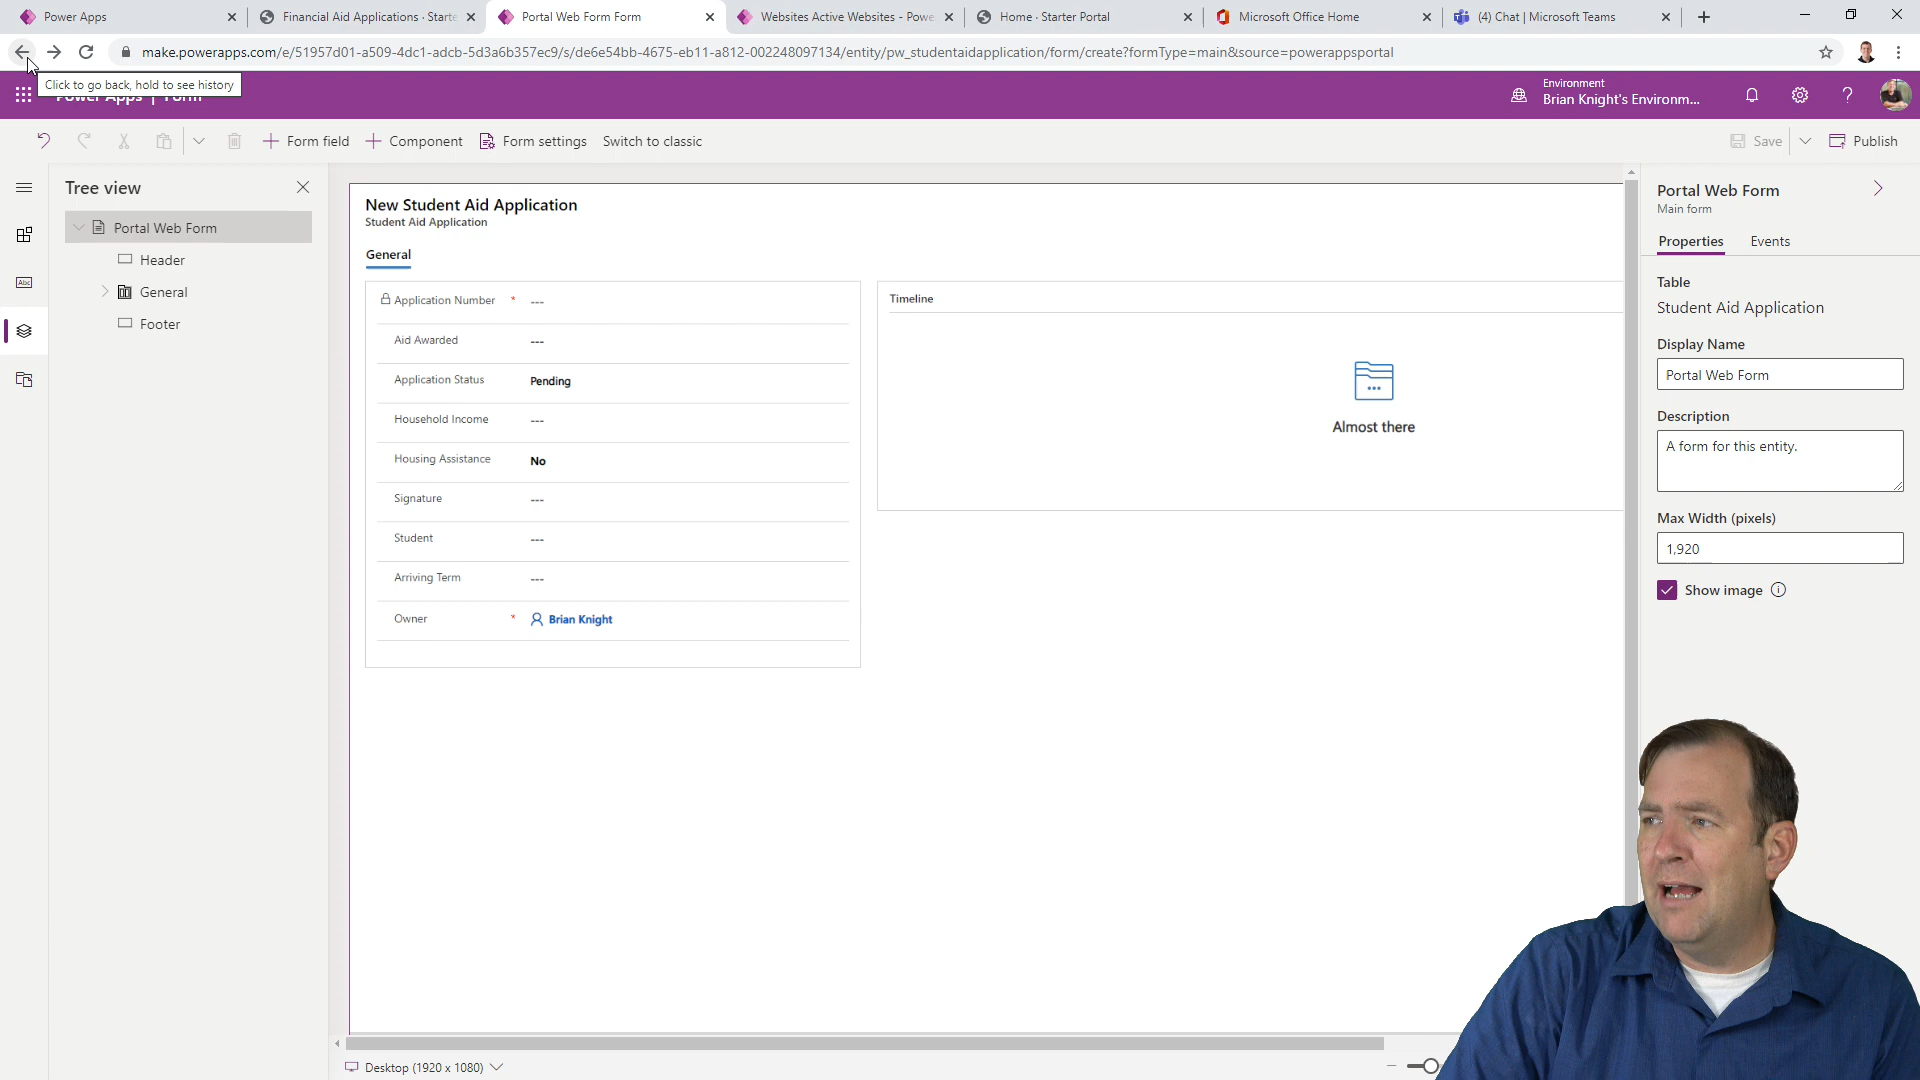 Power Apps
Financial Aid Applications · Starte
Portal Web Form Form
Websites Active Websites - Powe
Home · Starter Portal
Microsoft Office Home
(4) Chat | Microsoft Teams
make.powerapps.com/e/51957d01-a509-4dc1-adcb-5d3a6b357ec9/s/de6e54bb-4675-eb11-a812-002248097134/entity/pw_studentaidapplication/form/create?formType=main&source=powerappsportal
Click to go back, hold to see history
Power Apps | Form
Environment
Brian Knight's Environm...
Form field
Component
Form settings
Switch to classic
Save
Publish
Tree view
Portal Web Form
Header
General
Footer
Abc
New Student Aid Application
Student Aid Application
General
Application Number * ---
Aid Awarded ---
Application Status Pending
Household Income ---
Housing Assistance No
Signature ---
Student ---
Arriving Term ---
Owner * Brian Knight
Timeline
Almost there
Portal Web Form
Main form
Properties
Events
Table
Student Aid Application
Display Name
Portal Web Form
Description
A form for this entity.
Max Width (pixels)
1,920
Show image
Desktop (1920 x 1080)